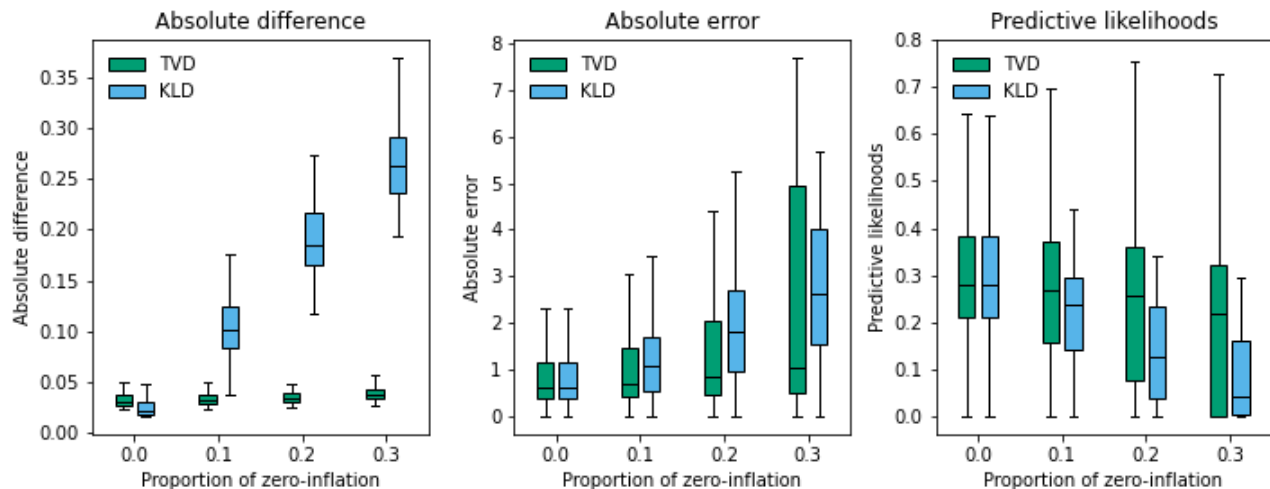 Absolute difference
TVD
KLD
Absolute difference
0.35
0.30
0.25
0.20
0.15
0.10
0.05
0.00
0.0 0.1 0.2 0.3
Proportion of zero-inflation
Absolute error
TVD
KLD
Absolute error
8
7
6
5
4
3
2
1
0
0.0 0.1 0.2 0.3
Proportion of zero-inflation
Predictive likelihoods
TVD
KLD
Predictive likelihoods
0.8
0.7
0.6
0.5
0.4
0.3
0.2
0.1
0.0
0.0 0.1 0.2 0.3
Proportion of zero-inflation